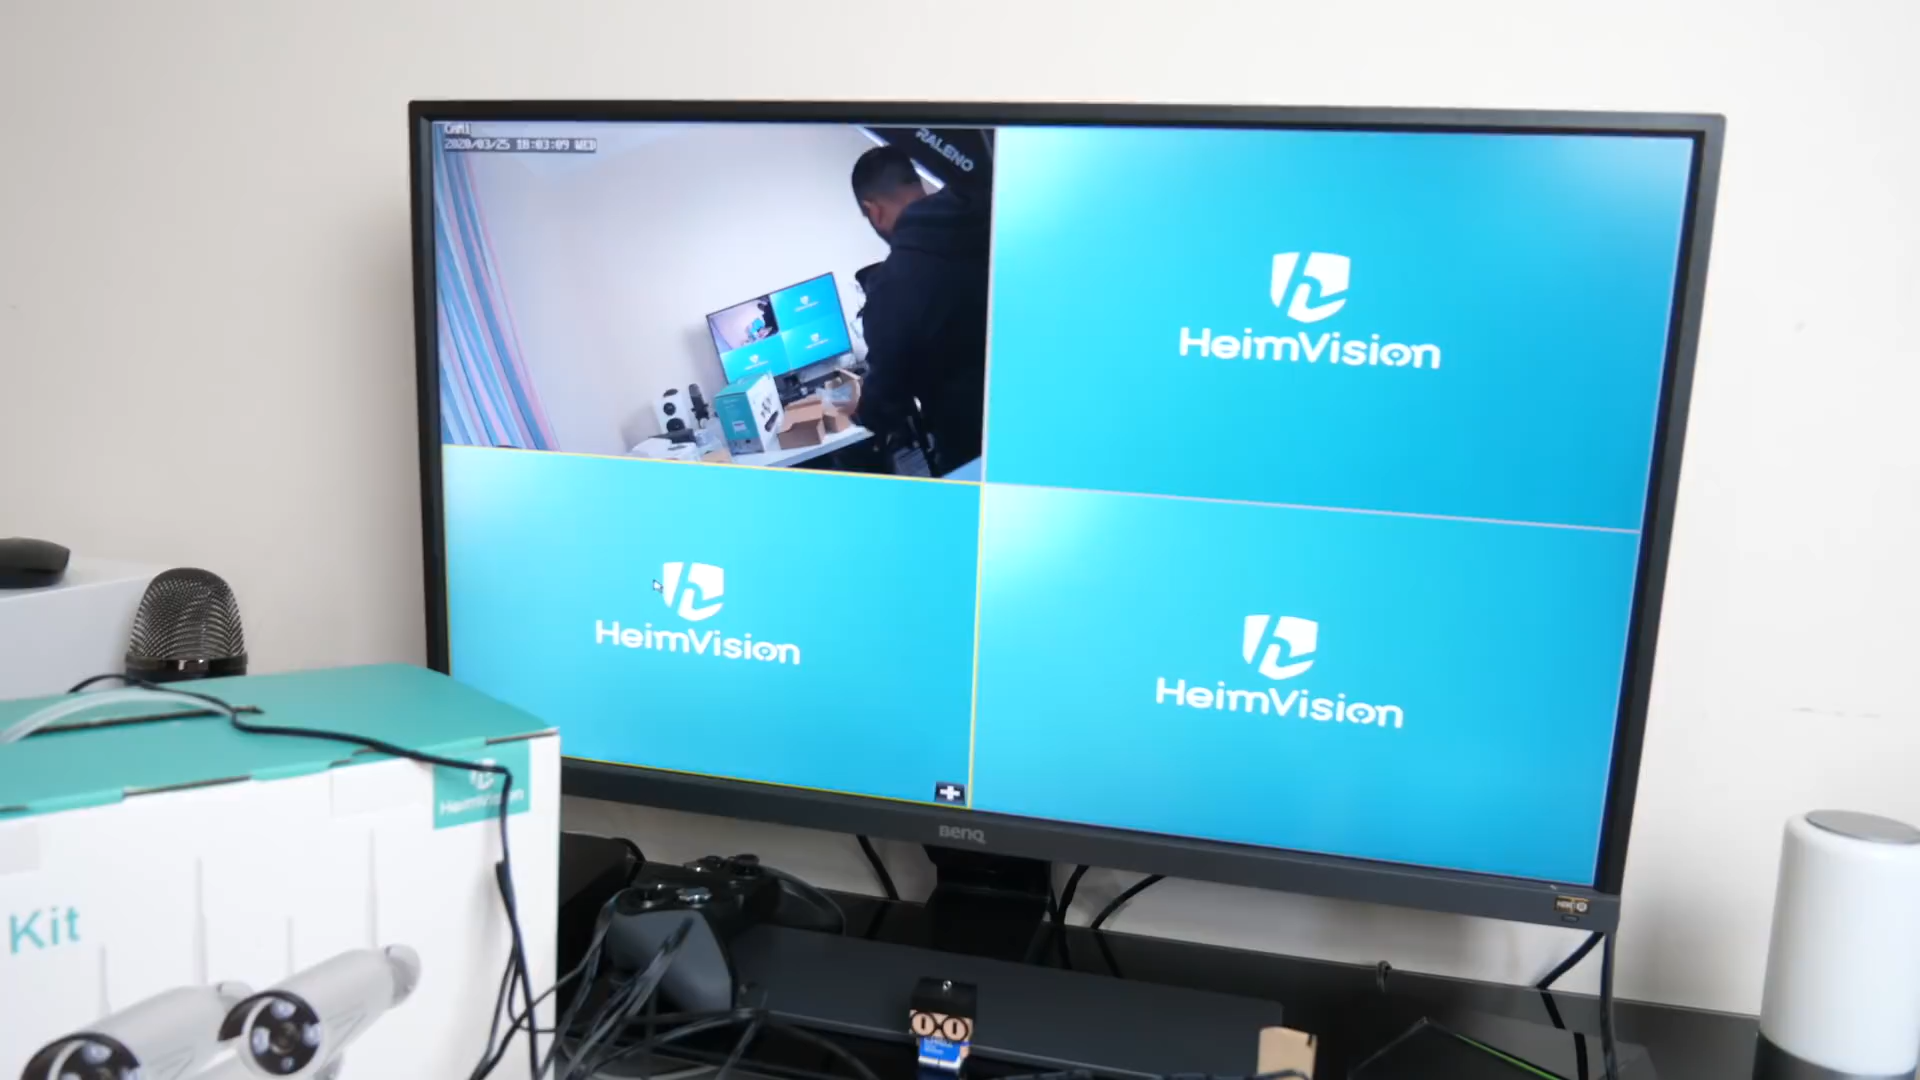 CAM1
2020/03/25 18:03:09 WED
RALENO
HeimVision
HeimVision
HeimVision
BenQ
HeimVision
Kit